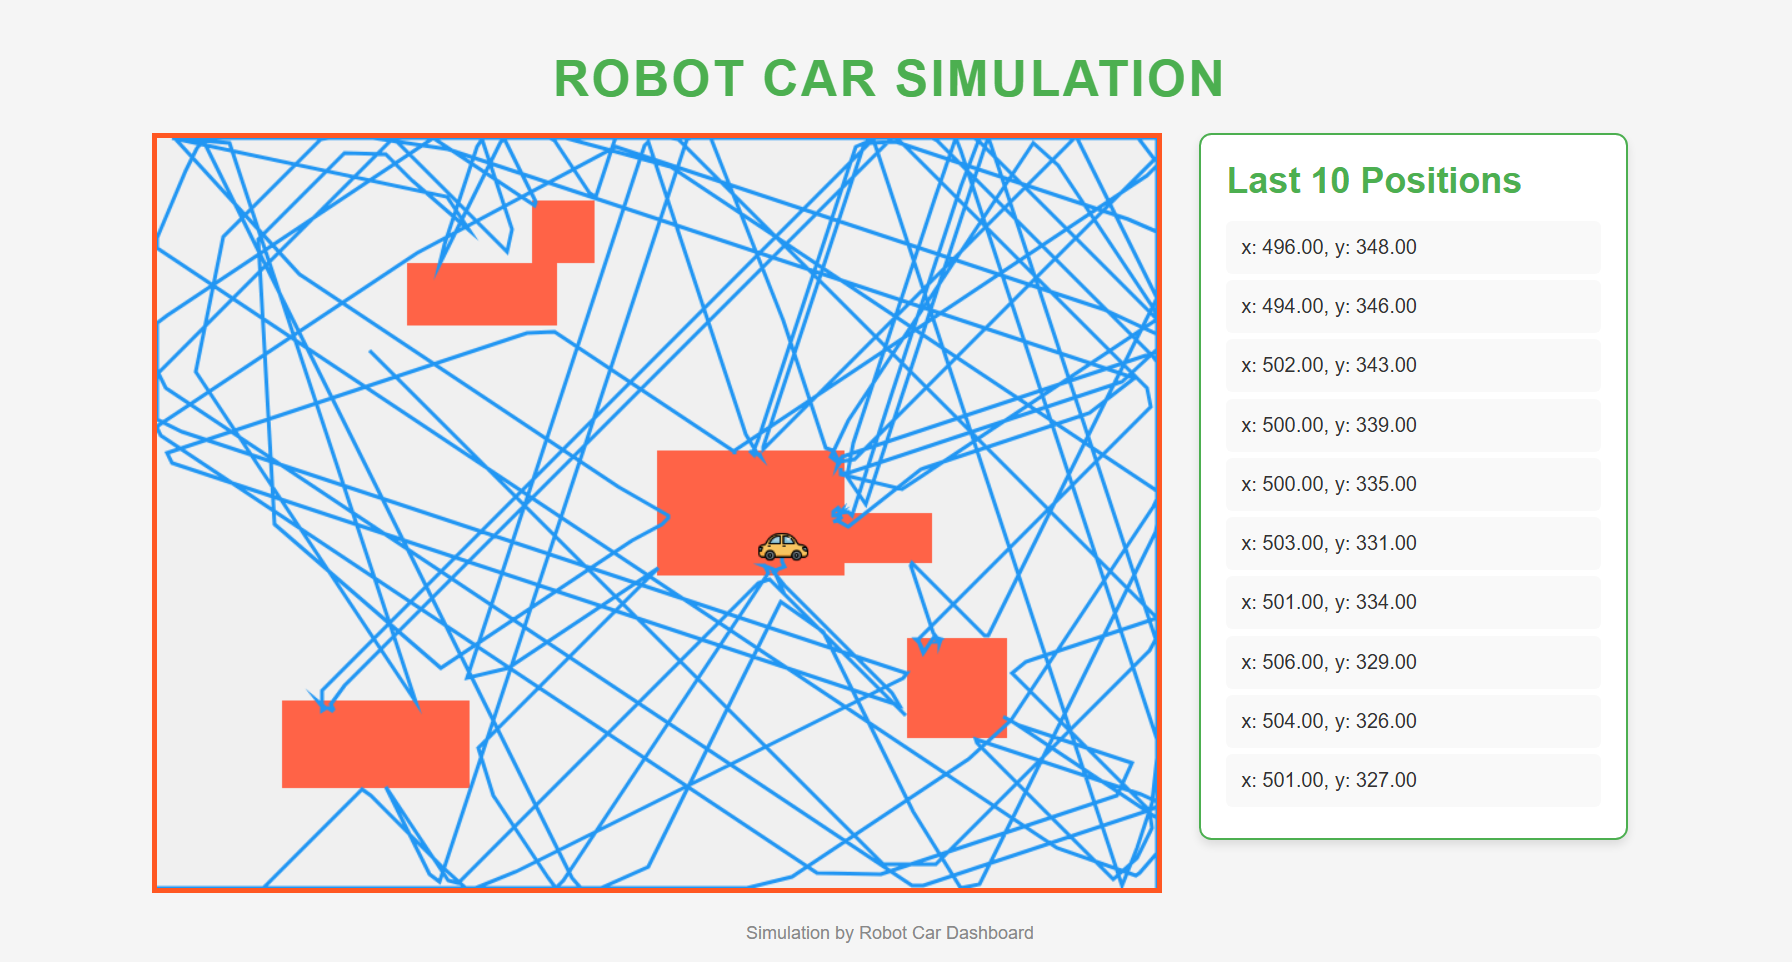 ROBOT CAR SIMULATION
Last 10 Positions
x: 496.00, y: 348.00
x: 494.00, y: 346.00
x: 502.00, y: 343.00
x: 500.00, y: 339.00
x: 500.00, y: 335.00
x: 503.00, y: 331.00
x: 501.00, y: 334.00
x: 506.00, y: 329.00
x: 504.00, y: 326.00
x: 501.00, y: 327.00
Simulation by Robot Car Dashboard